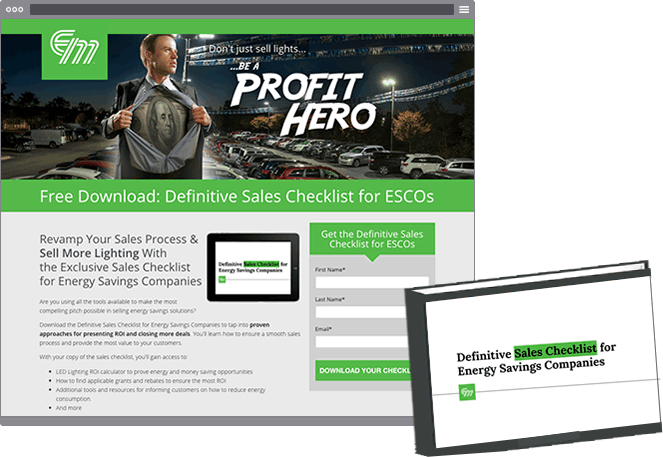 EM
Don't just sell lights...
...BE A
PROFIT
HERO
Free Download: Definitive Sales Checklist for ESCOs
Revamp Your Sales Process &
Sell More Lighting With
the Exclusive Sales Checklist
for Energy Savings Companies
Definitive Sales Checklist for
Energy Savings Companies
Are you using all the tools available to make the most
compelling pitch possible in selling energy savings solutions?
Download the Definitive Sales Checklist for Energy Savings Companies to tap into proven
approaches for presenting ROI and closing more deals. You'll learn how to ensure a smooth sales
process and provide the most value to your customers.
With your copy of the sales checklist, you'll gain access to:
• LED Lighting ROI calculator to prove energy and money saving opportunities
• How to find applicable grants and rebates to ensure the most ROI
• Additional tools and resources for informing customers on how to reduce energy
consumption.
• And more
Get the Definitive Sales
Checklist for ESCOs
First Name*
Last Name*
Email*
DOWNLOAD YOUR CHECKL
Definitive Sales Checklist for
Energy Savings Companies
EM